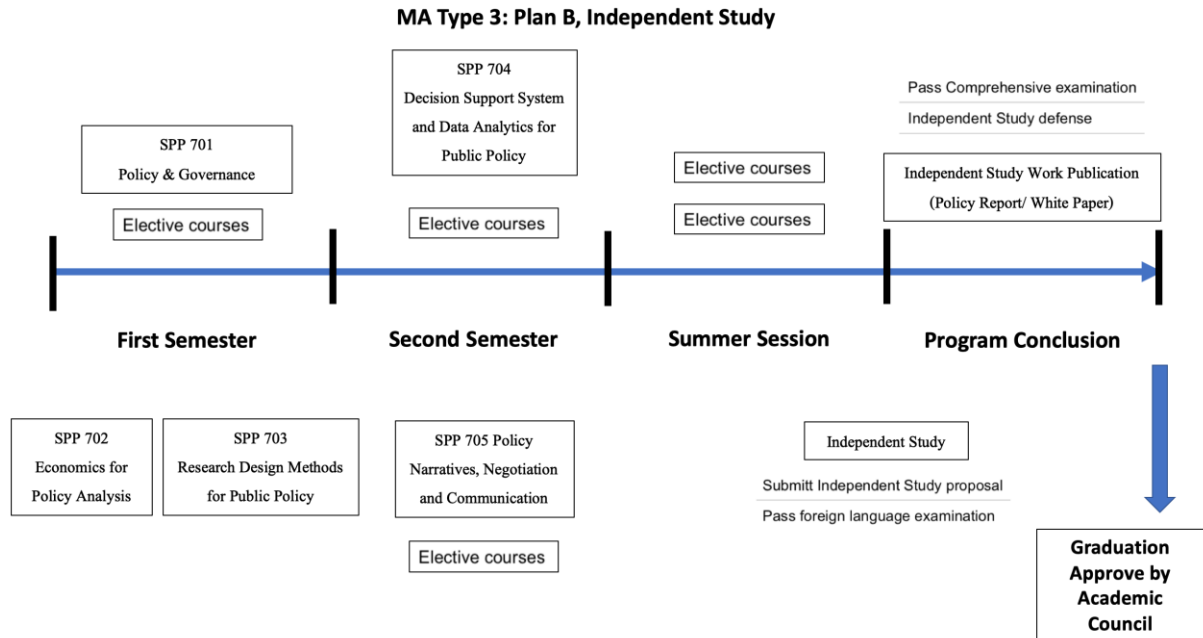 MA Type 3: Plan B, Independent Study
SPP 701
Policy & Governance
Elective courses
SPP 704
Decision Support System
and Data Analytics for
Public Policy
Elective courses
Elective courses
Elective courses
Pass Comprehensive examination
Independent Study defense
Independent Study Work Publication
(Policy Report/ White Paper)
First Semester
Second Semester
Summer Session
Program Conclusion
SPP 702
Economics for
Policy Analysis
SPP 703
Research Design Methods
for Public Policy
SPP 705 Policy
Narratives, Negotiation
and Communication
Elective courses
Independent Study
Submitt Independent Study proposal
Pass foreign language examination
Graduation
Approve by
Academic
Council